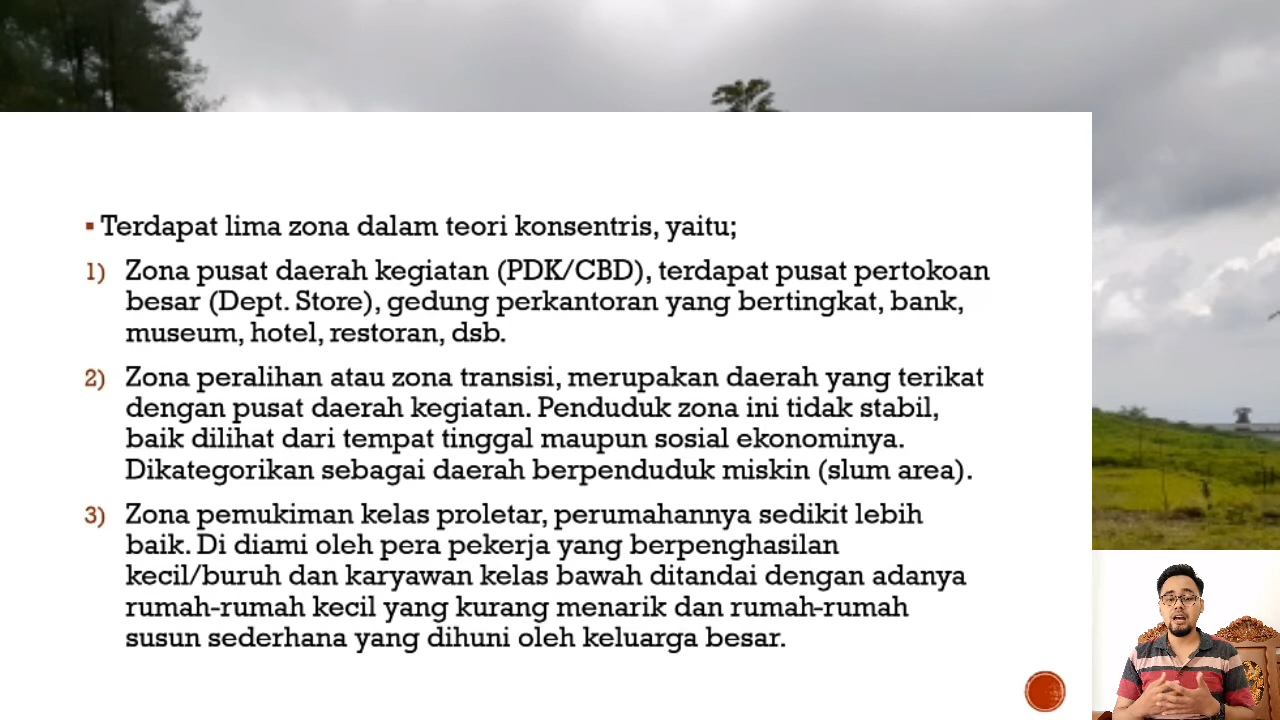 ▪ Terdapat lima zona dalam teori konsentris, yaitu;
1) Zona pusat daerah kegiatan (PDK/CBD), terdapat pusat pertokoan
besar (Dept. Store), gedung perkantoran yang bertingkat, bank,
museum, hotel, restoran, dsb.
2) Zona peralihan atau zona transisi, merupakan daerah yang terikat
dengan pusat daerah kegiatan. Penduduk zona ini tidak stabil,
baik dilihat dari tempat tinggal maupun sosial ekonominya.
Dikategorikan sebagai daerah berpenduduk miskin (slum area).
3) Zona pemukiman kelas proletar, perumahannya sedikit lebih
baik. Di diami oleh pera pekerja yang berpenghasilan
kecil/buruh dan karyawan kelas bawah ditandai dengan adanya
rumah-rumah kecil yang kurang menarik dan rumah-rumah
susun sederhana yang dihuni oleh keluarga besar.